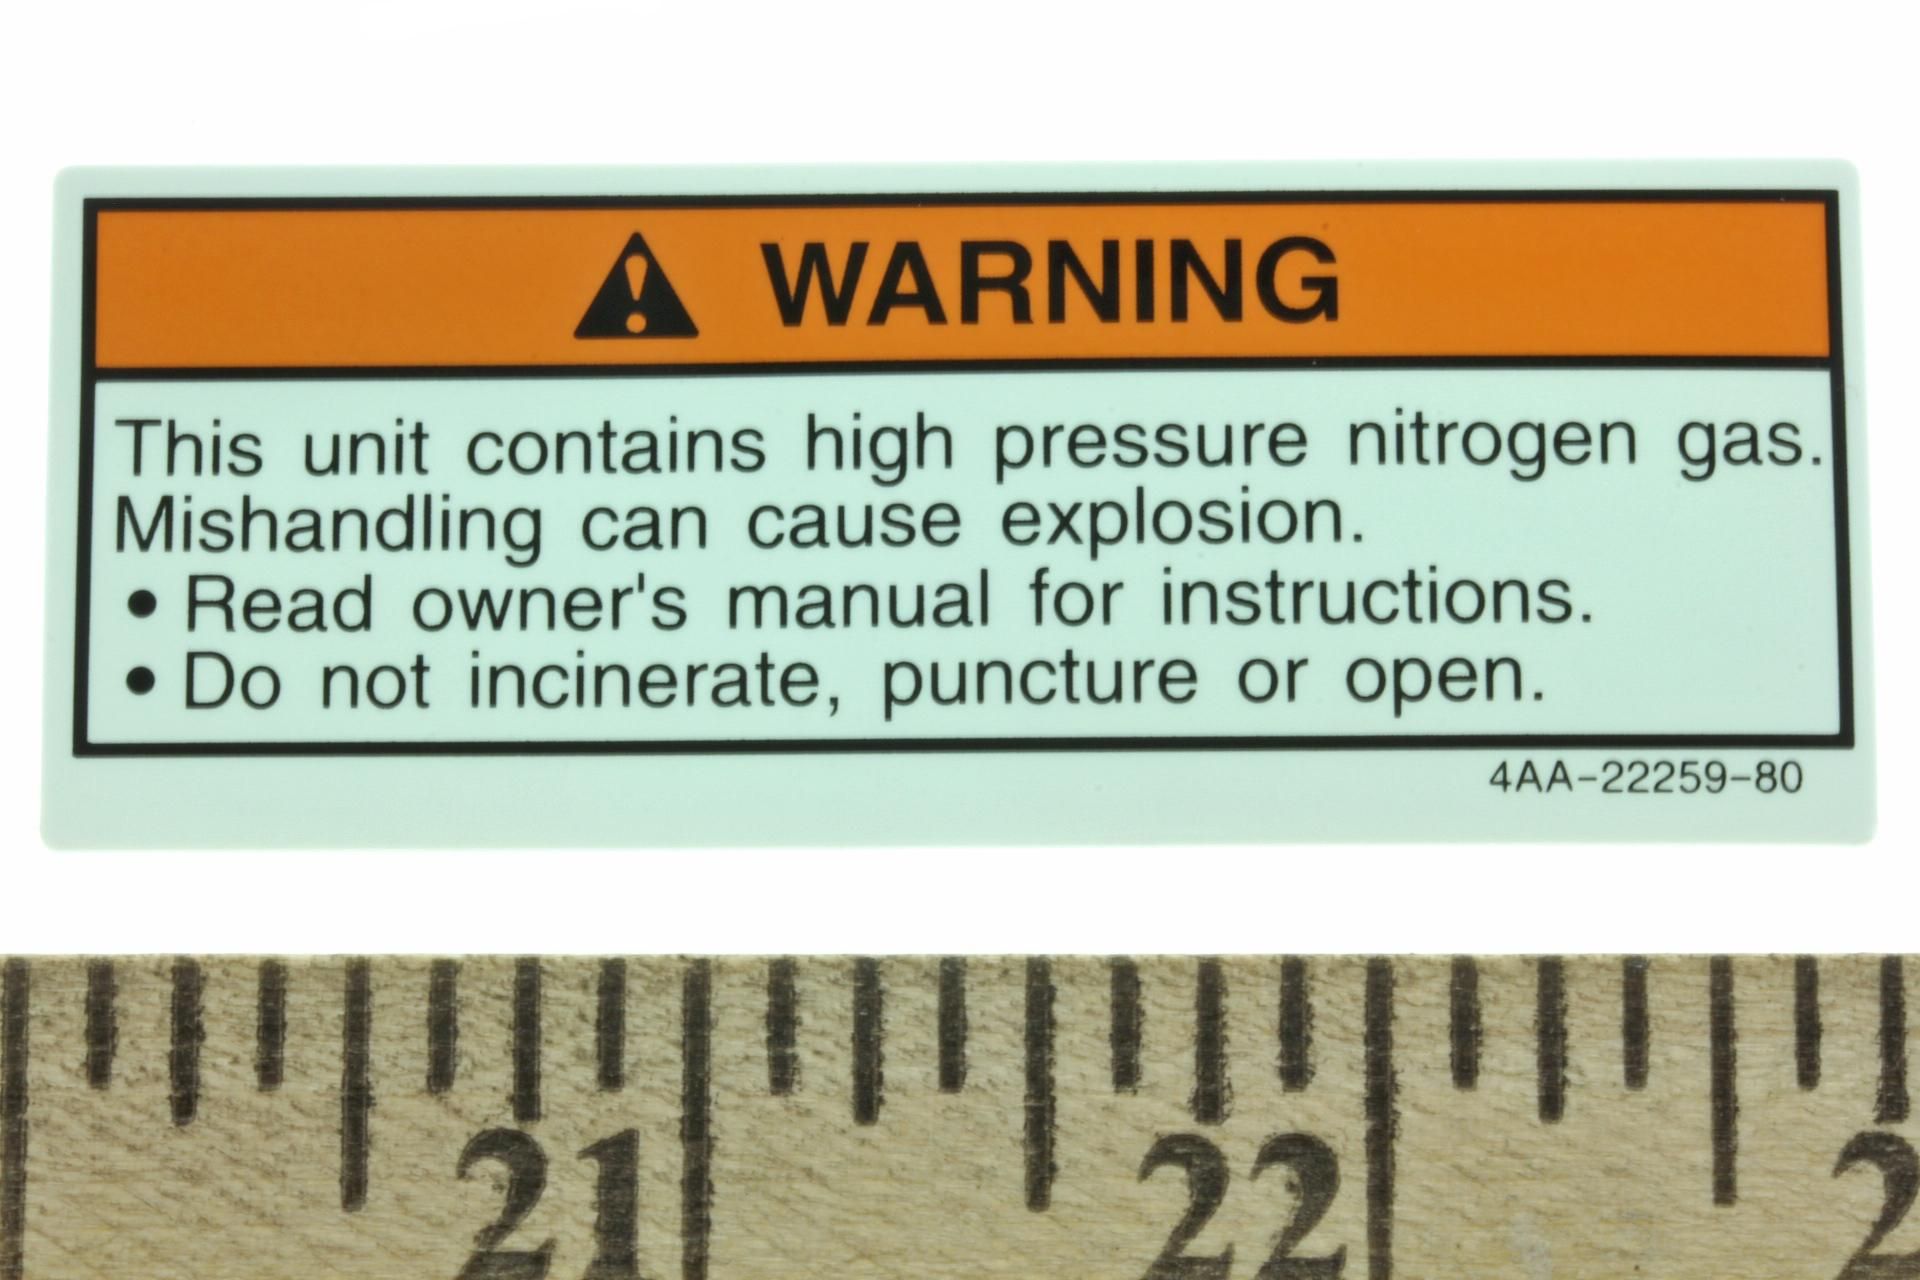 WARNING
This unit contains high pressure nitrogen gas.
Mishandling can cause explosion.
• Read owner's manual for instructions.
• Do not incinerate, puncture or open.
4AA-22259-80
21 22 2